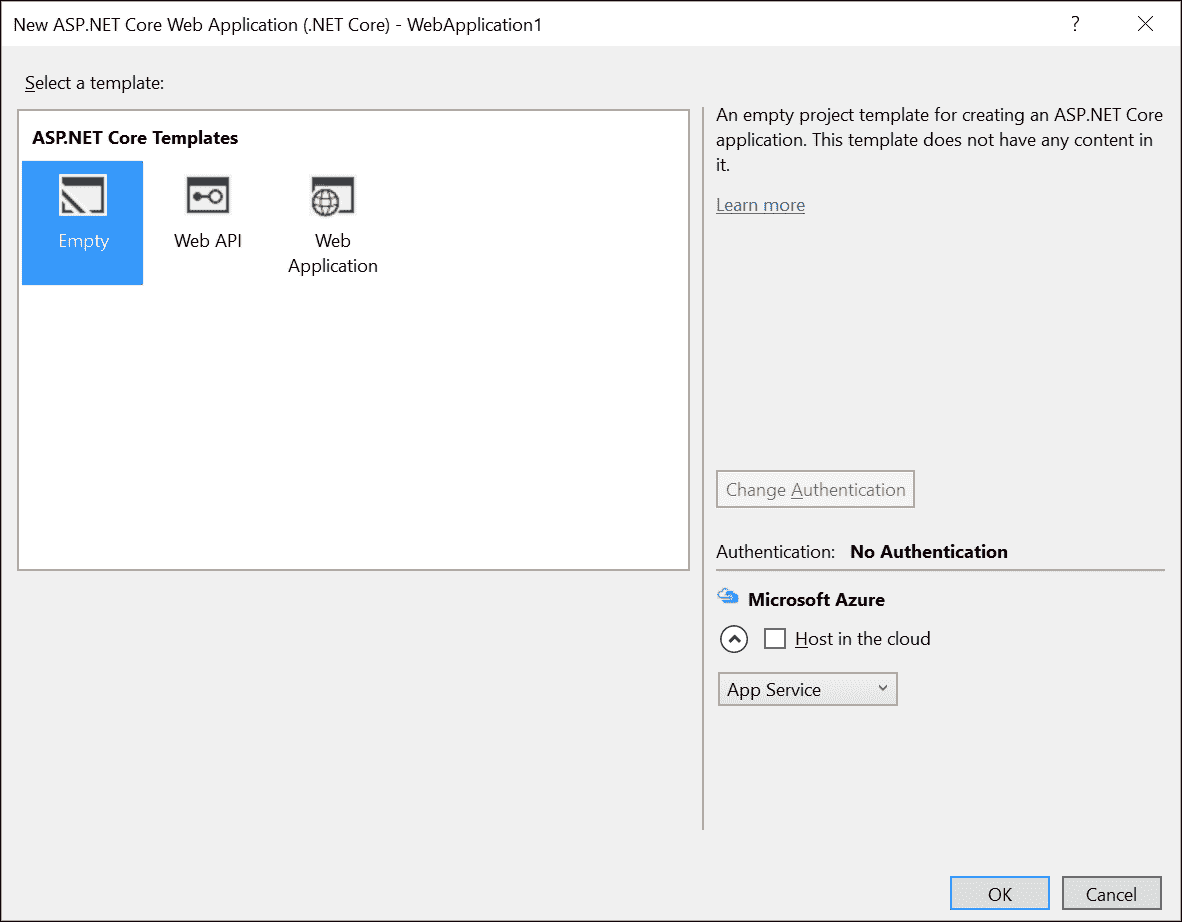 New ASP.NET Core Web Application (.NET Core) - WebApplication1
?
Select a template:
ASP.NET Core Templates
Empty
Web API
Web
Application
An empty project template for creating an ASP.NET Core
application. This template does not have any content in
it.
Learn more
Change Authentication
Authentication: No Authentication
Microsoft Azure
Host in the cloud
App Service
OK
Cancel